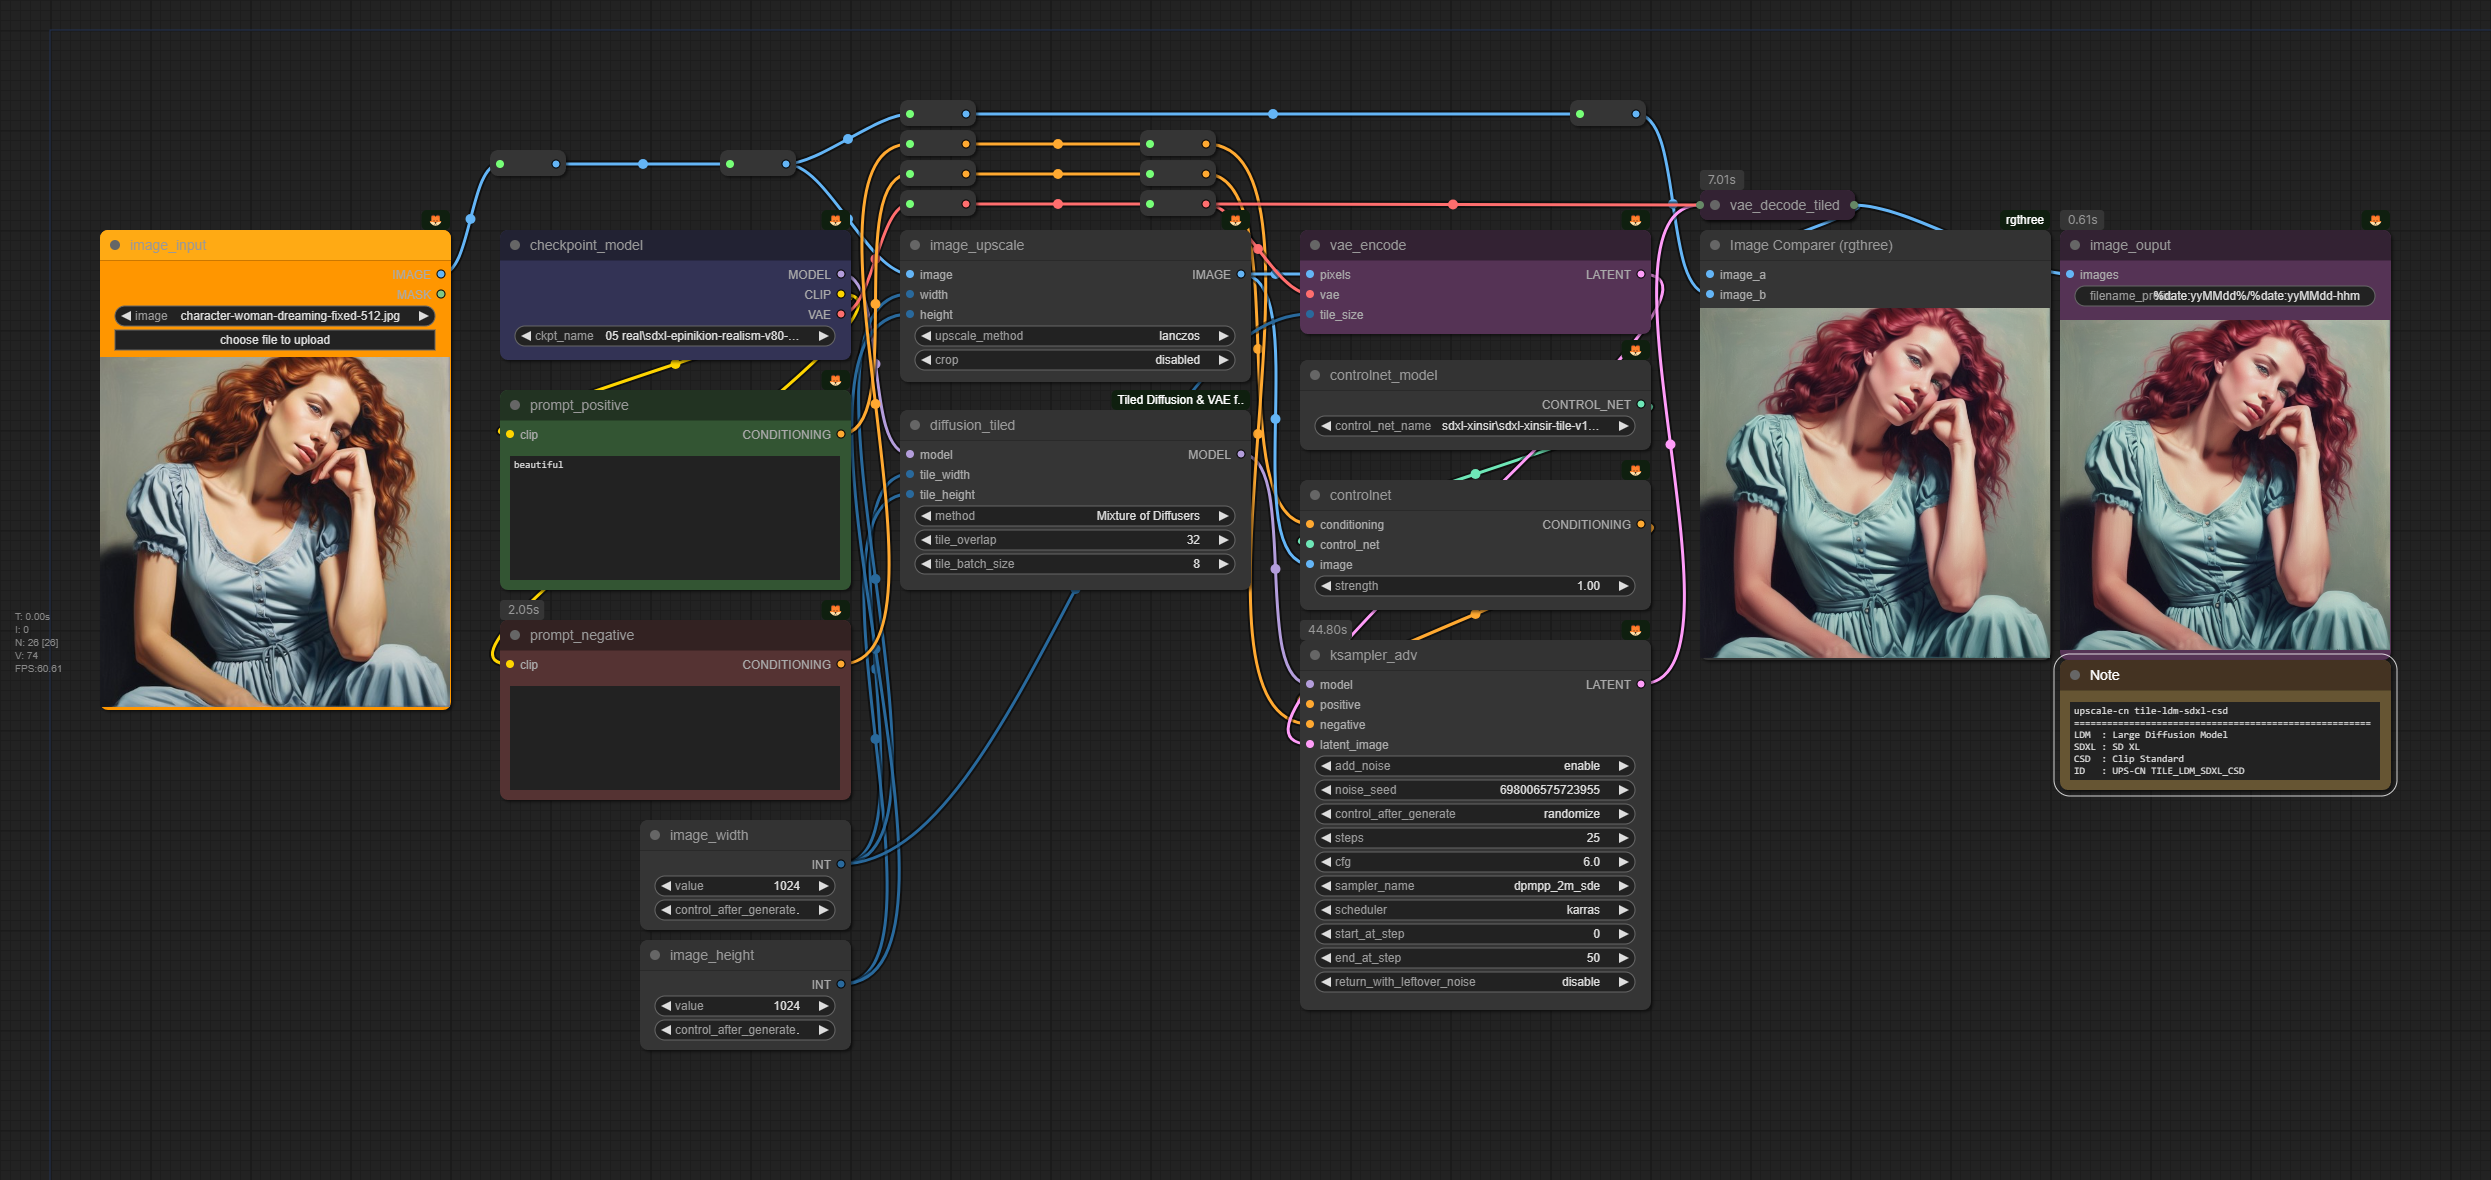 7.01s
vae_decode_tiled
image_input
IMAGE
MASK
image character-woman-dreaming-fixed-512.jpg
choose file to upload
T: 0.00s
I: 0
N: 26 [26]
V: 74
FPS:60.61
checkpoint_model
MODEL
CLIP
VAE
ckpt_name 05 real\sdxl-epinikion-realism-v80-...
prompt_positive
clip CONDITIONING
beautiful
2.05s
prompt_negative
clip CONDITIONING
image_width
INT
value 1024
control_after_generate.
image_height
INT
value 1024
control_after_generate.
image_upscale
image IMAGE
width
height
upscale_method lanczos
crop disabled
Tiled Diffusion & VAE f..
diffusion_tiled
model MODEL
tile_width
tile_height
method Mixture of Diffusers
tile_overlap 32
tile_batch_size 8
vae_encode
pixels LATENT
vae
tile_size
controlnet_model
CONTROL_NET
control_net_name sdxl-xinsir\sdxl-xinsir-tile-v1...
controlnet
conditioning CONDITIONING
control_net
image
strength 1.00
44.80s
ksampler_adv
model LATENT
positive
negative
latent_image
add_noise enable
noise_seed 698006575723955
control_after_generate randomize
steps 25
cfg 6.0
sampler_name dpmpp_2m_sde
scheduler karras
start_at_step 0
end_at_step 50
return_with_leftover_noise disable
rgthree
Image Comparer (rgthree)
image_a
image_b
0.61s
image_ouput
images
%date:yyMMdd%/%date:yyMMdd-hhm
Note
upscale-cn tile-ldm-sdxl-csd
======================================================
LDM : Large Diffusion Model
SDXL : SD XL
CSD : Clip Standard
ID : UPS-CN TILE_LDM_SDXL_CSD